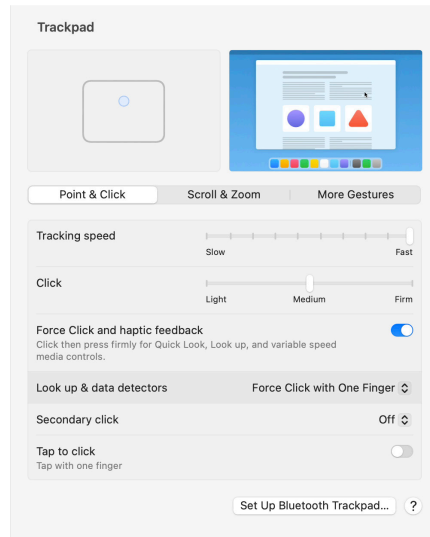 Trackpad
Point & Click
Scroll & Zoom
More Gestures
Tracking speed
Slow
Fast
Click
Light
Medium
Firm
Force Click and haptic feedback
Click then press firmly for Quick Look, Look up, and variable speed
media controls.
Look up & data detectors
Force Click with One Finger
Secondary click
Off
Tap to click
Tap with one finger
Set Up Bluetooth Trackpad...
?